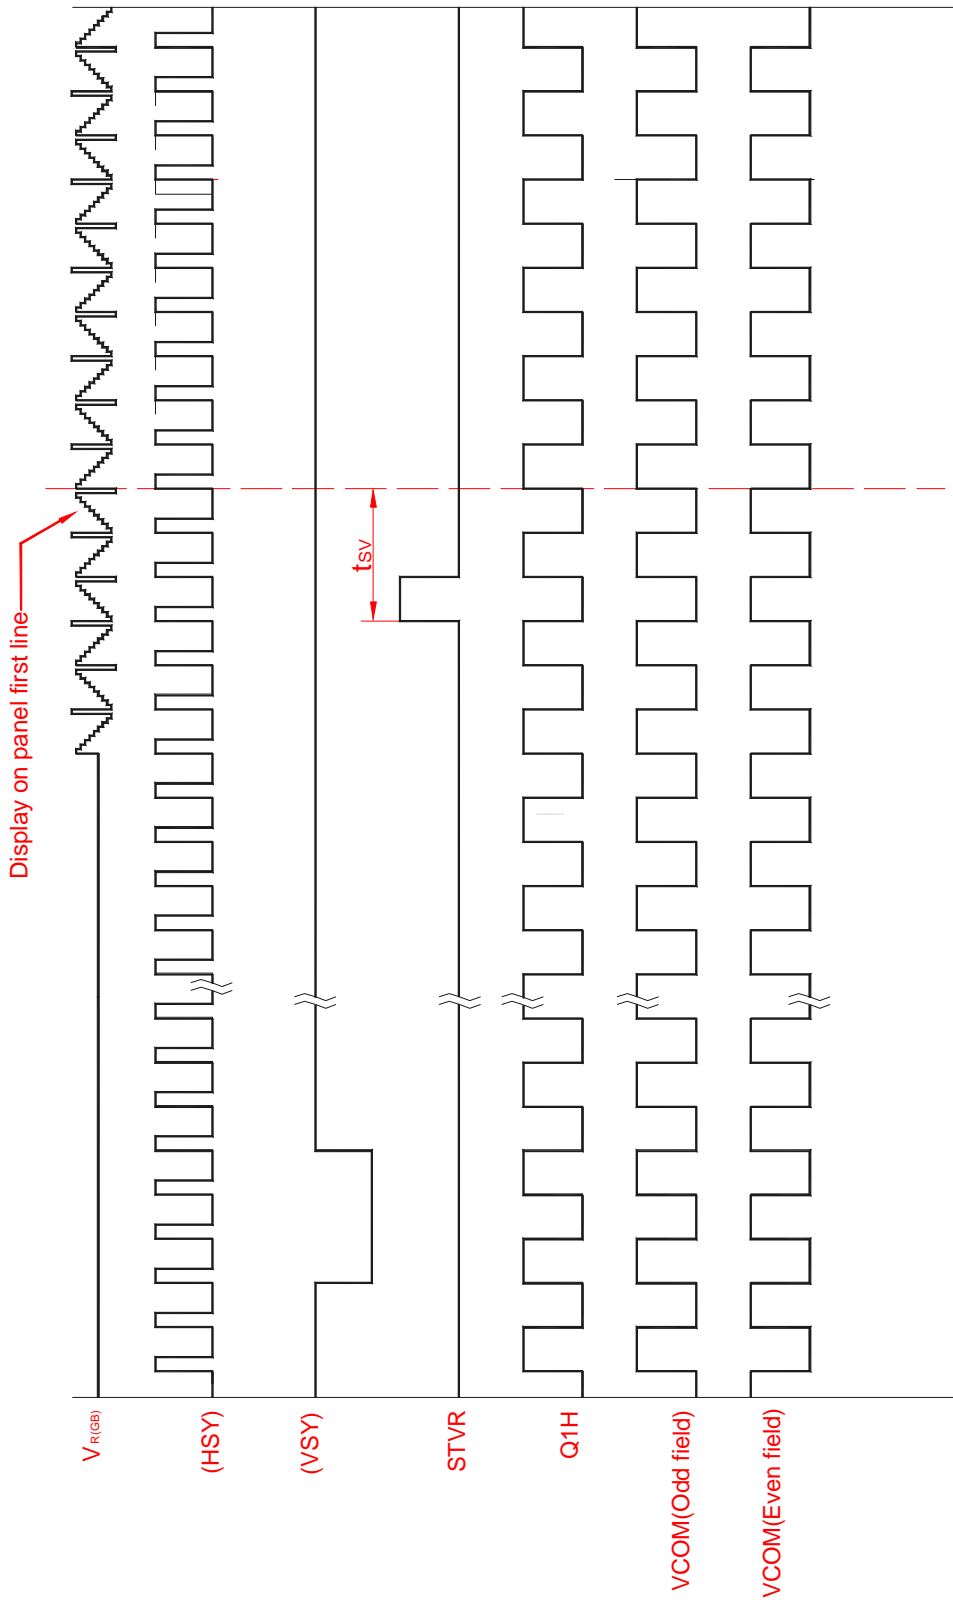 Display on panel first line
tsv
VR(GB)
(HSY)
(VSY)
STVR
Q1H
VCOM(Odd field)
VCOM(Even field)